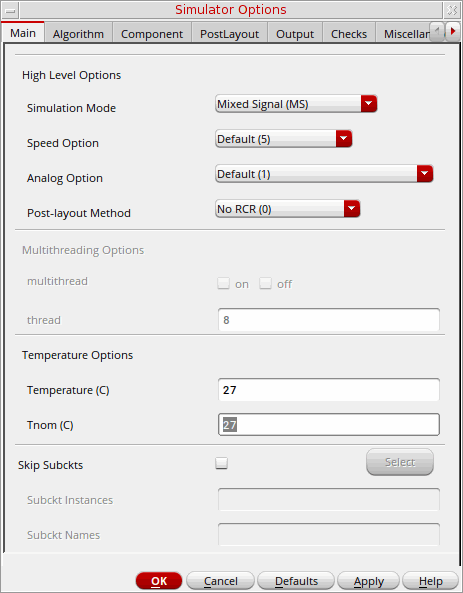 Simulator Options
Main Algorithm Component PostLayout Output Checks
High Level Options
Simulation Mode Mixed Signal (MS)
Speed Option Default (5)
Analog Option Default (1)
Post-layout Method No RCR (0)
Multithreading Options
multithread on off
thread 8
Temperature Options
Temperature (C) 27
Tnom (C) 27
Skip Subckts Select
Subckt Instances
Subckt Names
OK Cancel Defaults Apply Help